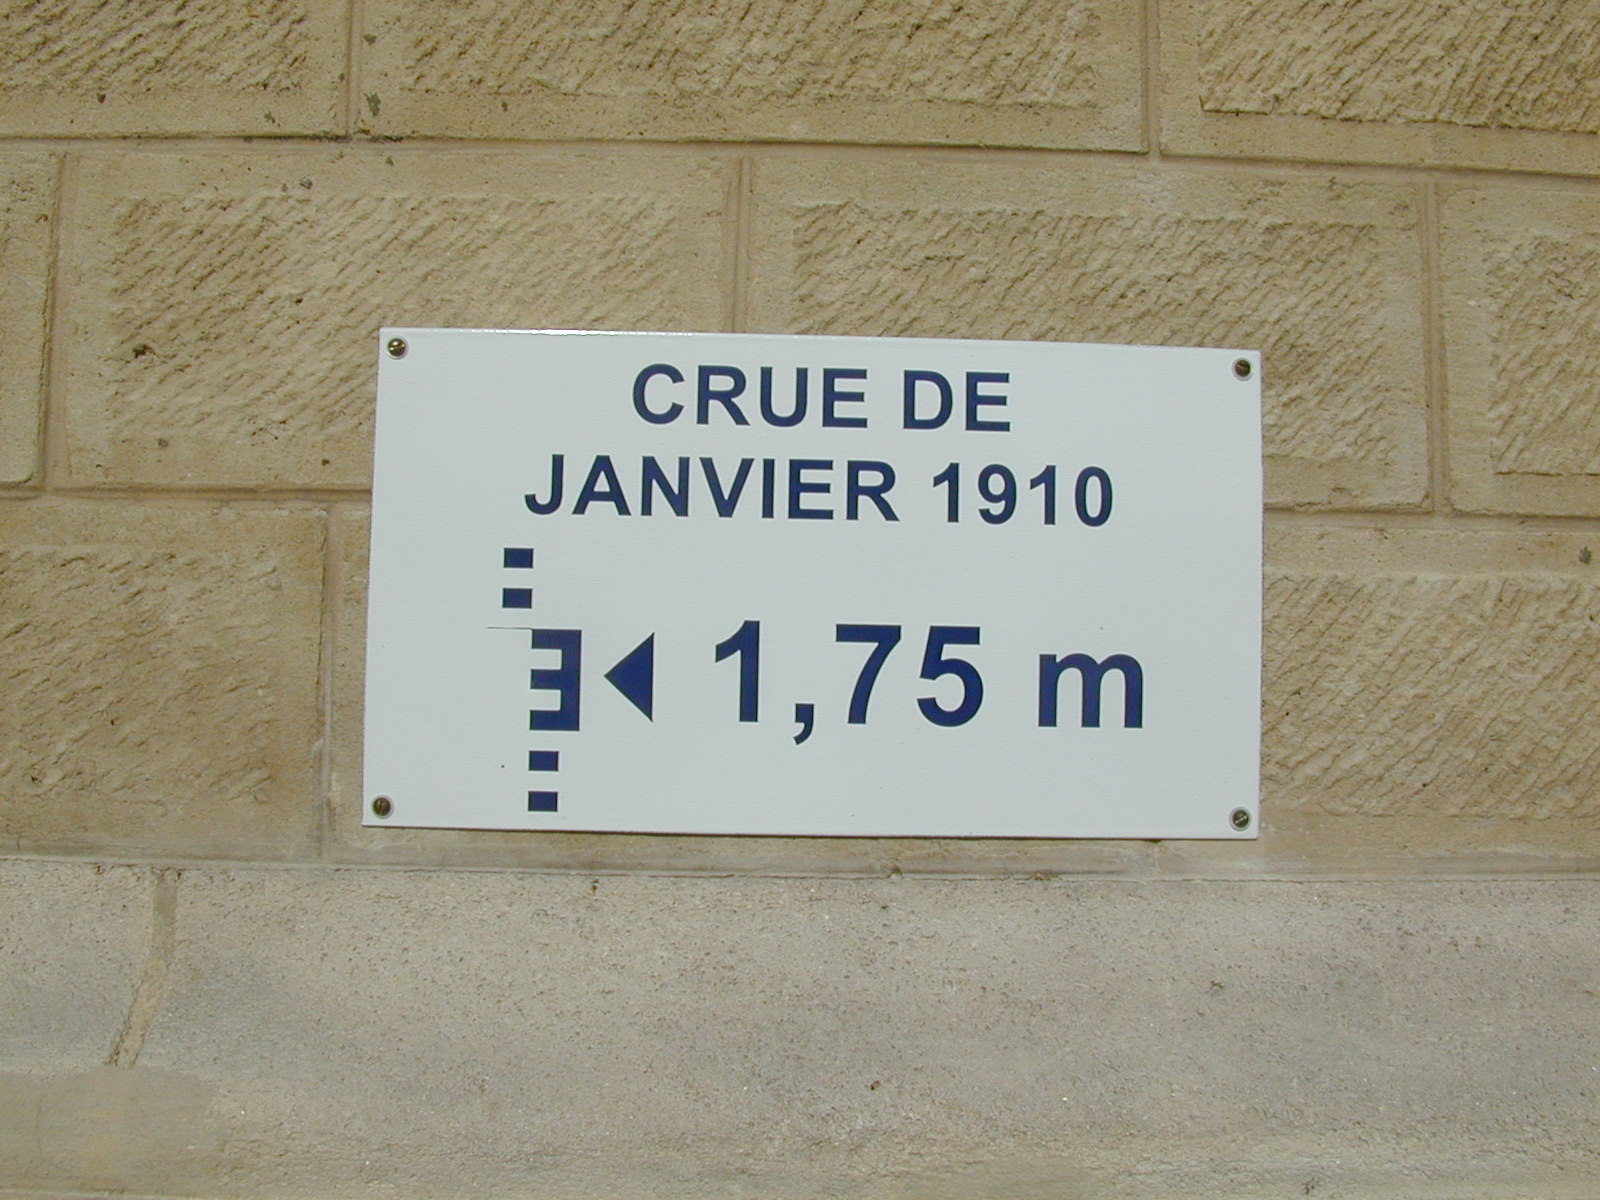 CRUE DE
JANVIER 1910
1,75 m